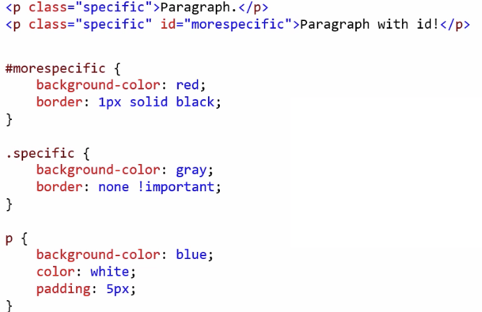 <p class="specific">Paragraph.</p>
<p class="specific" id="morespecific">Paragraph with id!</p>
#morespecific {
    background-color: red;
    border: 1px solid black;
}
.specific {
    background-color: gray;
    border: none !important;
}
p {
    background-color: blue;
    color: white;
    padding: 5px;
}